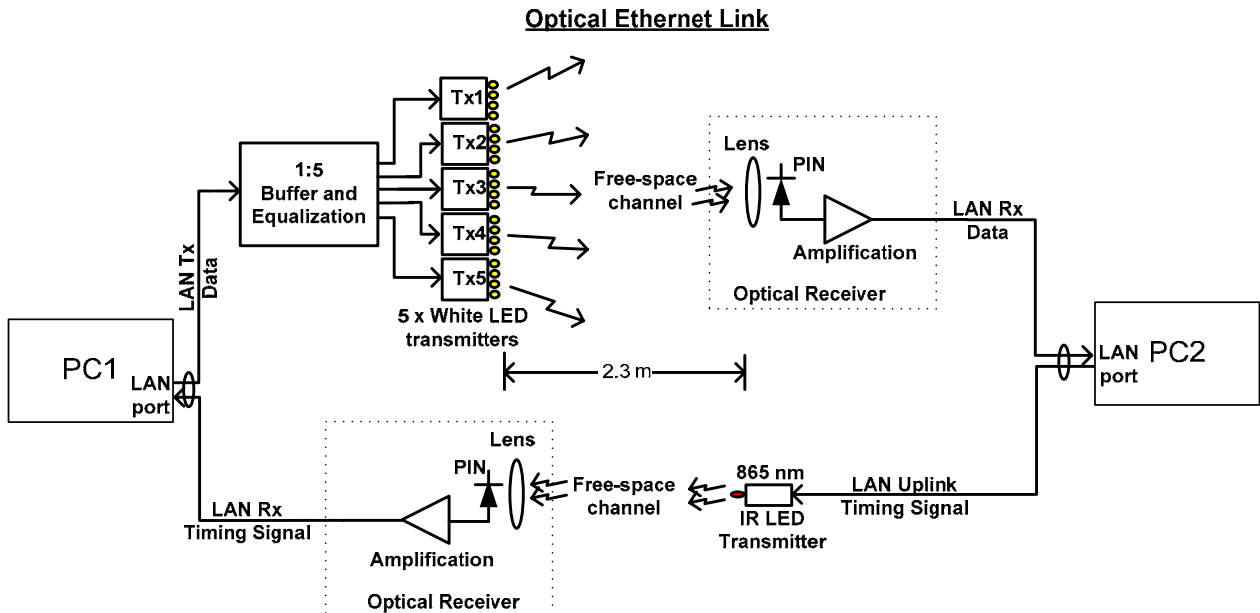 Optical Ethernet Link
Tx1
Tx2
Tx3
Tx4
Tx5
1:5
Buffer and
Equalization
LAN Tx
Data
5 x White LED
transmitters
Free-space
channel
Lens
PIN
Amplification
Optical Receiver
LAN Rx
Data
PC1
LAN
port
2.3 m
LAN
port
PC2
Lens
PIN
Amplification
Optical Receiver
LAN Rx
Timing Signal
Free-space
channel
865 nm
IR LED
Transmitter
LAN Uplink
Timing Signal